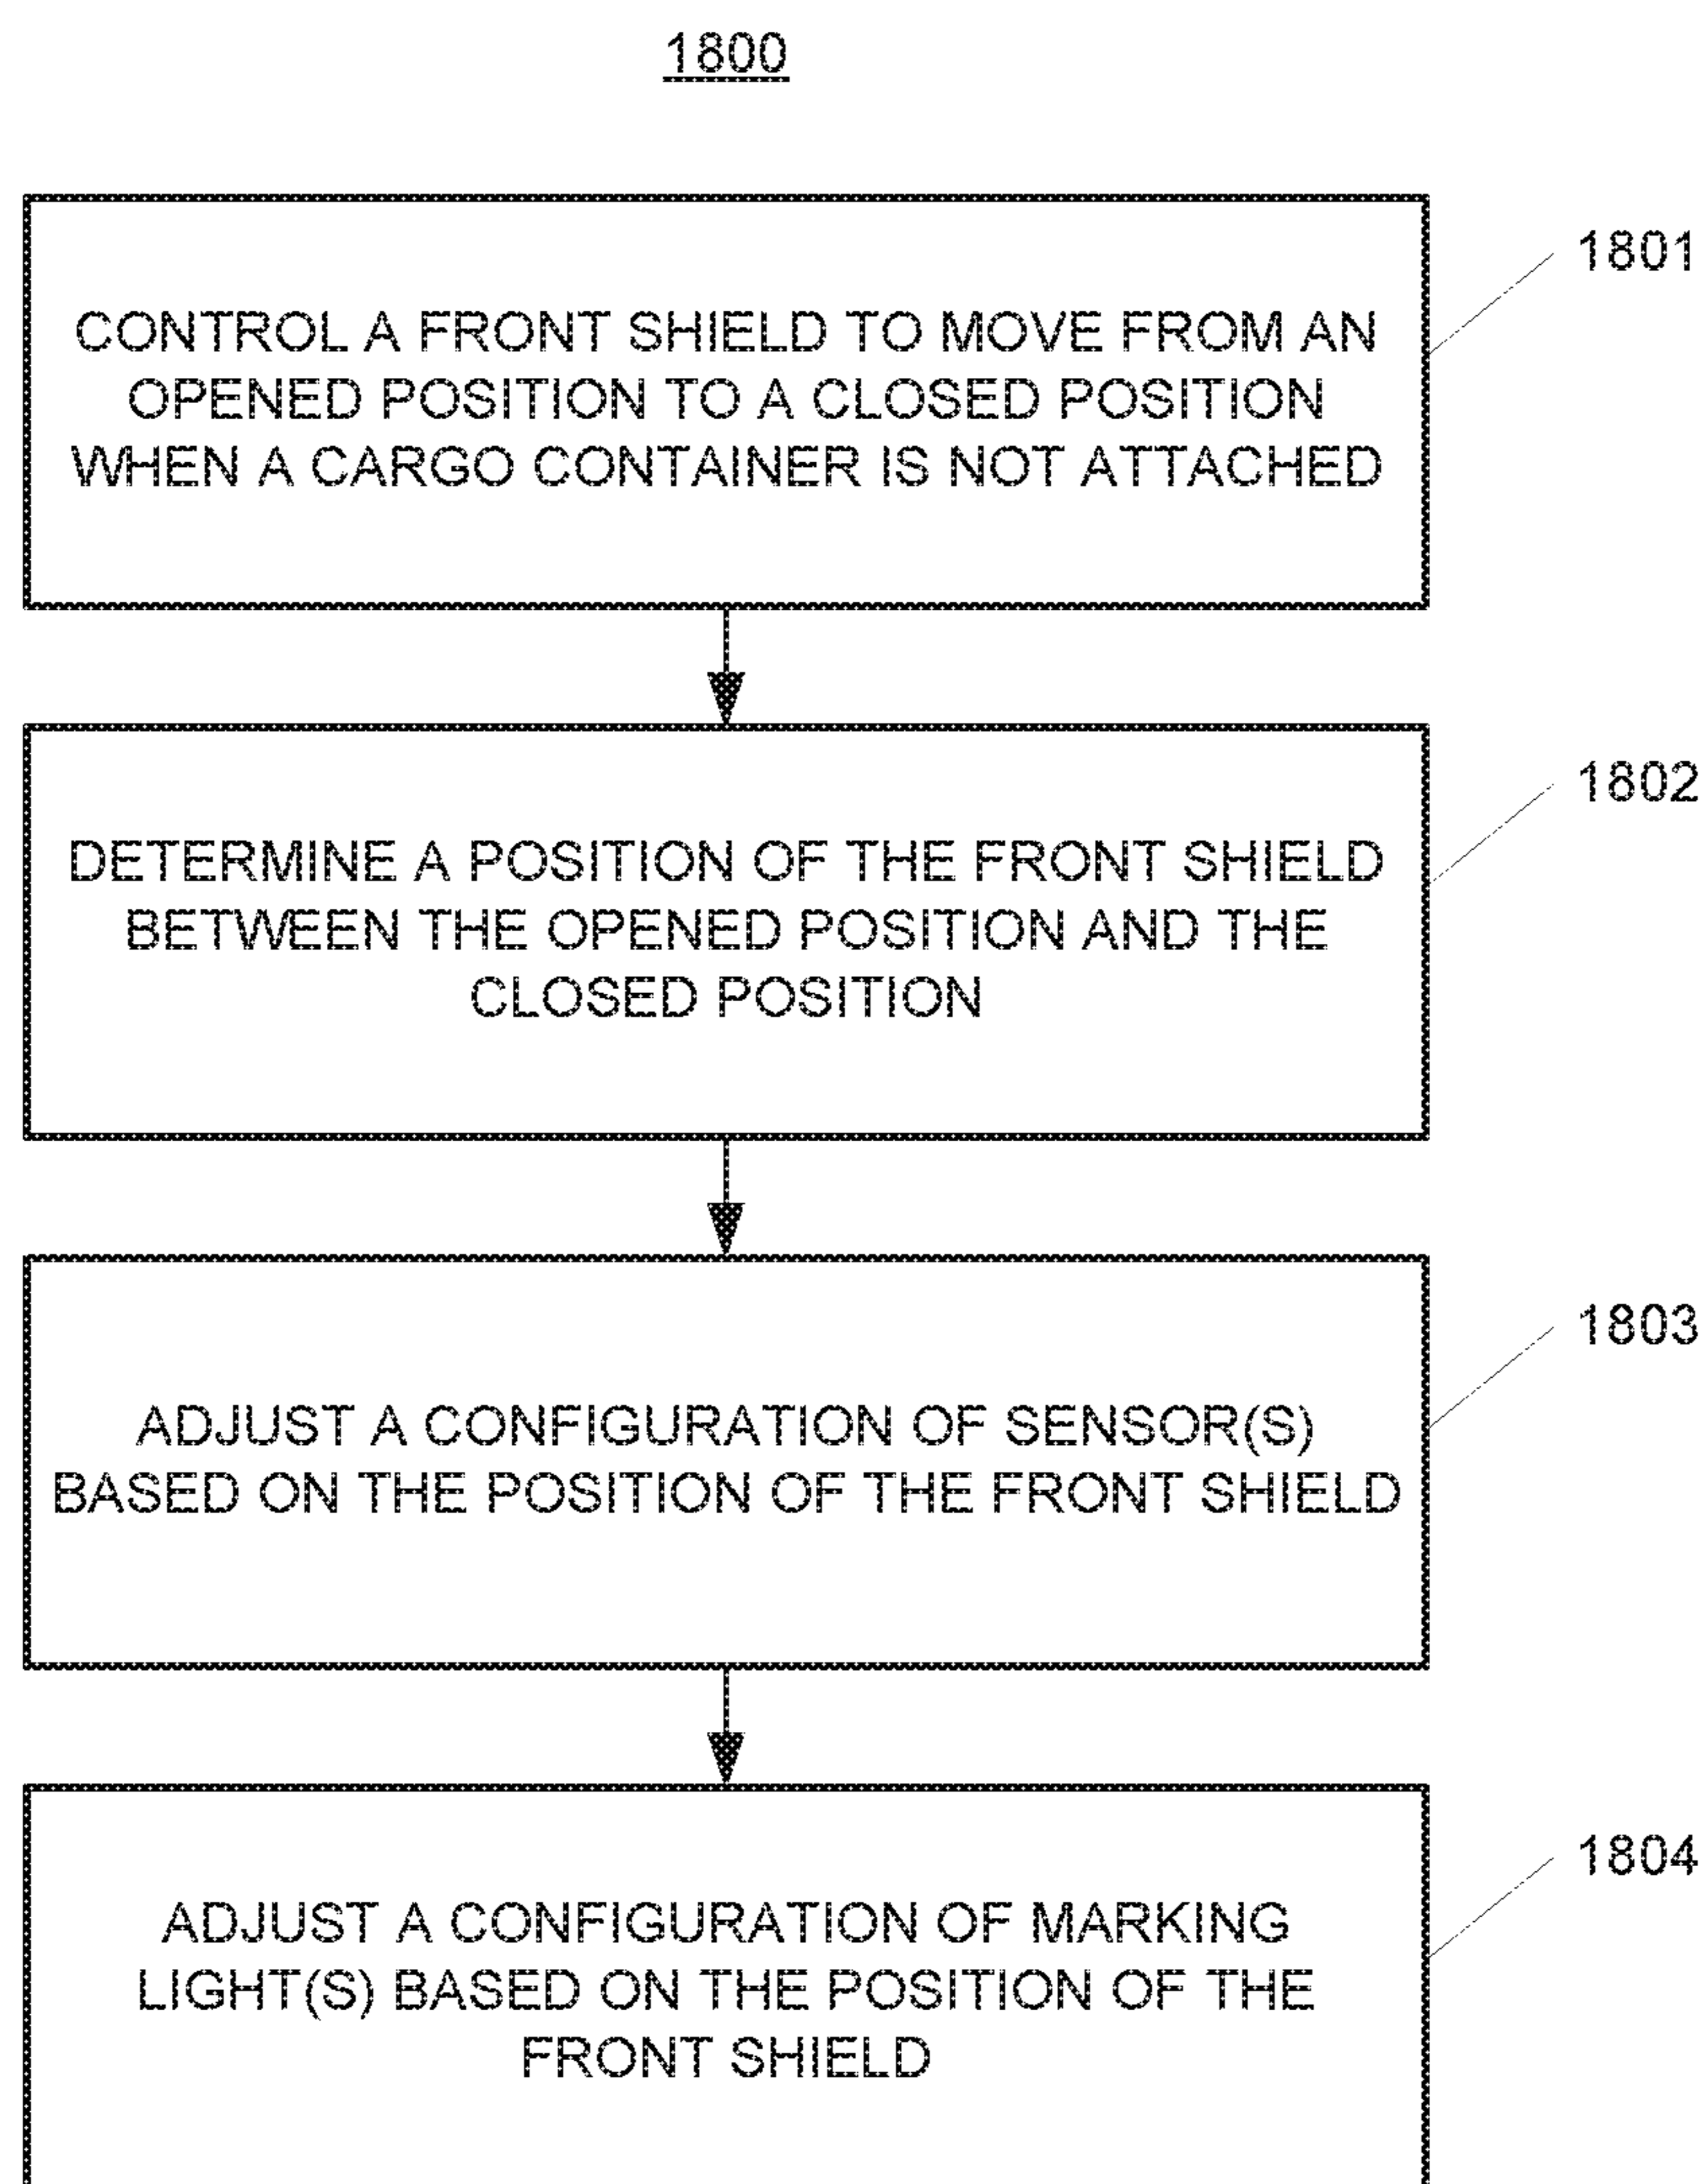 1800
CONTROL A FRONT SHIELD TO MOVE FROM AN
OPENED POSITION TO A CLOSED POSITION
WHEN A CARGO CONTAINER IS NOT ATTACHED
1801
DETERMINE A POSITION OF THE FRONT SHIELD
BETWEEN THE OPENED POSITION AND THE
CLOSED POSITION
1802
ADJUST A CONFIGURATION OF SENSOR(S)
BASED ON THE POSITION OF THE FRONT SHIELD
1803
ADJUST A CONFIGURATION OF MARKING
LIGHT(S) BASED ON THE POSITION OF THE
FRONT SHIELD
1804